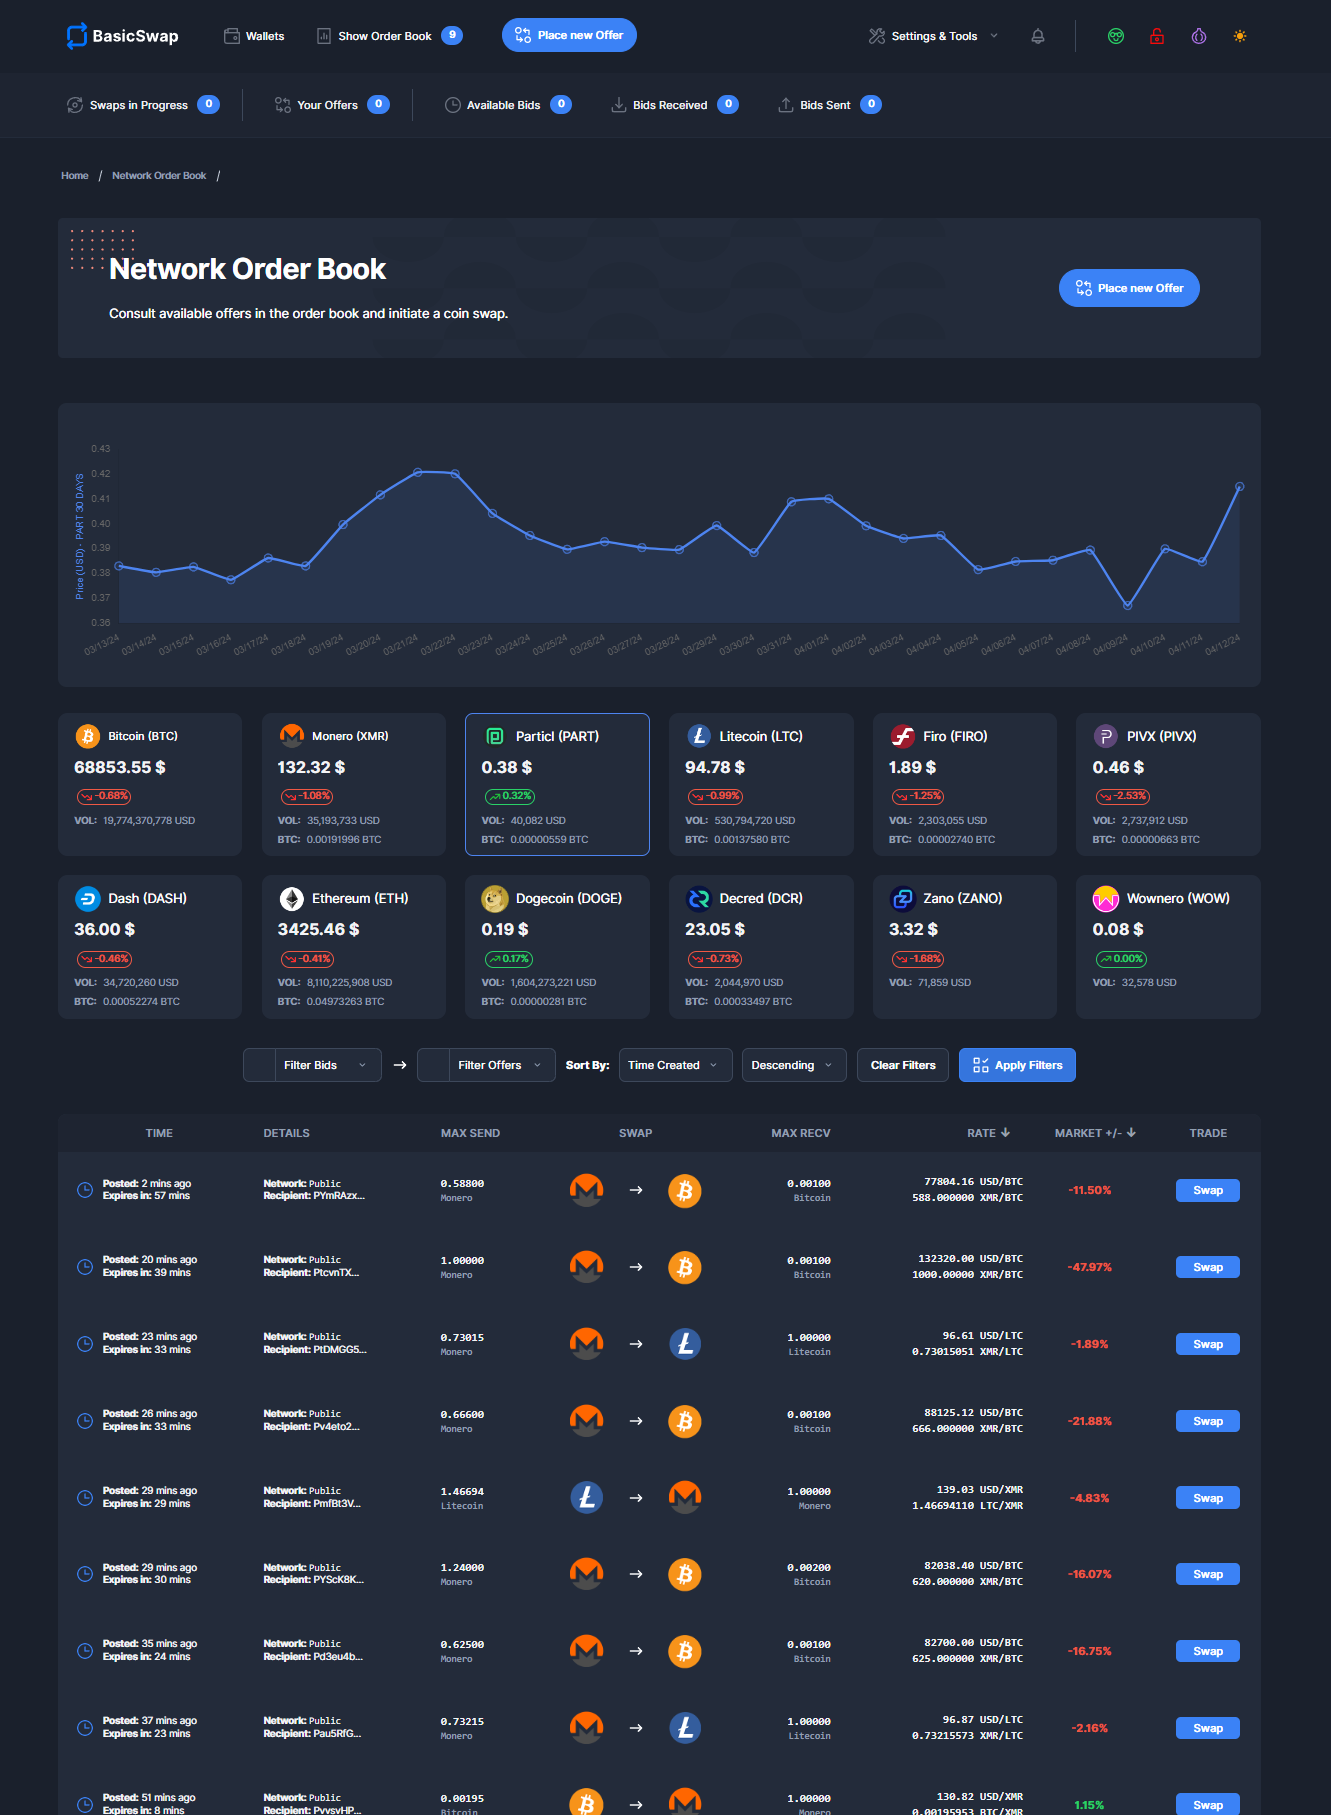 BasicSwap
Wallets
Show Order Book 9
Place new Offer
Settings & Tools
Swaps in Progress 0
Your Offers 0
Available Bids 0
Bids Received 0
Bids Sent 0
Home / Network Order Book /
Network Order Book
Consult available offers in the order book and initiate a coin swap.
Place new Offer
Price (USD) - PART 30 DAYS
0.43
0.42
0.41
0.40
0.39
0.38
0.37
0.36
03/13/24 03/14/24 03/15/24 03/16/24 03/17/24 03/18/24 03/19/24 03/20/24 03/21/24 03/22/24 03/23/24 03/24/24 03/25/24 03/26/24 03/27/24 03/28/24 03/29/24 03/30/24 03/31/24 04/01/24 04/02/24 04/03/24 04/04/24 04/05/24 04/06/24 04/07/24 04/08/24 04/09/24 04/10/24 04/11/24 04/12/24
Bitcoin (BTC)
68853.55 $
-0.68%
VOL: 19,774,370,778 USD
Monero (XMR)
132.32 $
-1.08%
VOL: 35,193,733 USD
BTC: 0.00191996 BTC
Particl (PART)
0.38 $
0.32%
VOL: 40,082 USD
BTC: 0.00000559 BTC
Litecoin (LTC)
94.78 $
-0.99%
VOL: 530,794,720 USD
BTC: 0.00137580 BTC
Firo (FIRO)
1.89 $
-1.25%
VOL: 2,303,055 USD
BTC: 0.00002740 BTC
PIVX (PIVX)
0.46 $
-2.53%
VOL: 2,737,912 USD
BTC: 0.00000663 BTC
Dash (DASH)
36.00 $
-0.46%
VOL: 34,720,260 USD
BTC: 0.00052274 BTC
Ethereum (ETH)
3425.46 $
-0.41%
VOL: 8,110,225,908 USD
BTC: 0.04973263 BTC
Dogecoin (DOGE)
0.19 $
0.17%
VOL: 1,604,273,221 USD
BTC: 0.00000281 BTC
Decred (DCR)
23.05 $
-0.73%
VOL: 2,044,970 USD
BTC: 0.00033497 BTC
Zano (ZANO)
3.32 $
-1.68%
VOL: 71,859 USD
Wownero (WOW)
0.08 $
0.00%
VOL: 32,578 USD
Filter Bids
Filter Offers
Sort By:
Time Created
Descending
Clear Filters
Apply Filters
TIME DETAILS MAX SEND SWAP MAX RECV RATE MARKET +/- TRADE
Posted: 2 mins ago Network: Public 0.58800 0.00100 77804.16 USD/BTC -11.50% Swap
Expires in: 57 mins Recipient: PYmRAzx... Monero Bitcoin 588.000000 XMR/BTC
Posted: 20 mins ago Network: Public 1.00000 0.00100 132320.00 USD/BTC -47.97% Swap
Expires in: 39 mins Recipient: PtcvnTX... Monero Bitcoin 1000.00000 XMR/BTC
Posted: 23 mins ago Network: Public 0.73015 1.00000 96.61 USD/LTC -1.89% Swap
Expires in: 33 mins Recipient: PtDMGG5... Monero Litecoin 0.73015051 XMR/LTC
Posted: 26 mins ago Network: Public 0.66600 0.00100 88125.12 USD/BTC -21.88% Swap
Expires in: 33 mins Recipient: Pv4eto2... Monero Bitcoin 666.000000 XMR/BTC
Posted: 29 mins ago Network: Public 1.46694 1.00000 139.03 USD/XMR -4.83% Swap
Expires in: 29 mins Recipient: PmfBt3V... Litecoin Monero 1.46694110 LTC/XMR
Posted: 29 mins ago Network: Public 1.24000 0.00200 82038.40 USD/BTC -16.07% Swap
Expires in: 30 mins Recipient: PYScK8K... Monero Bitcoin 620.000000 XMR/BTC
Posted: 35 mins ago Network: Public 0.62500 0.00100 82700.00 USD/BTC -16.75% Swap
Expires in: 24 mins Recipient: Pd3eu4b... Monero Bitcoin 625.000000 XMR/BTC
Posted: 37 mins ago Network: Public 0.73215 1.00000 96.87 USD/LTC -2.16% Swap
Expires in: 23 mins Recipient: Pau5RfG... Monero Litecoin 0.73215573 XMR/LTC
Posted: 51 mins ago Network: Public 0.00195 1.00000 130.82 USD/XMR 1.15% Swap
Expires in: 8 mins Recipient: PvvsvHP... Bitcoin Monero 0.00195953 BTC/XMR